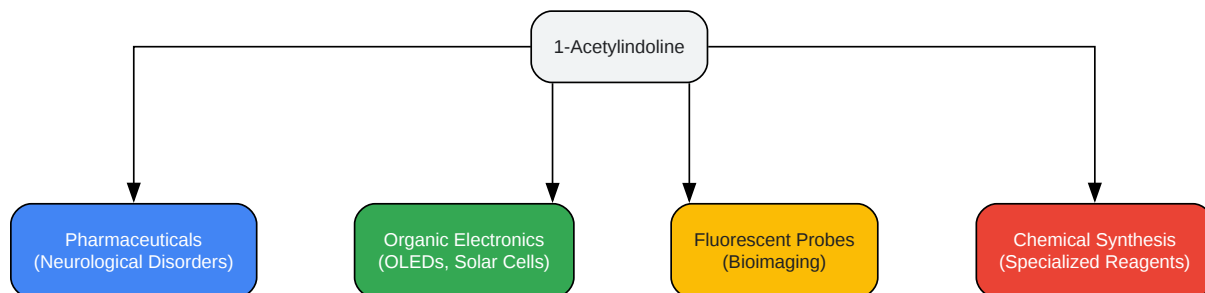 1-Acetylindoline
Pharmaceuticals
(Neurological Disorders)
Organic Electronics
(OLEDs, Solar Cells)
Fluorescent Probes
(Bioimaging)
Chemical Synthesis
(Specialized Reagents)